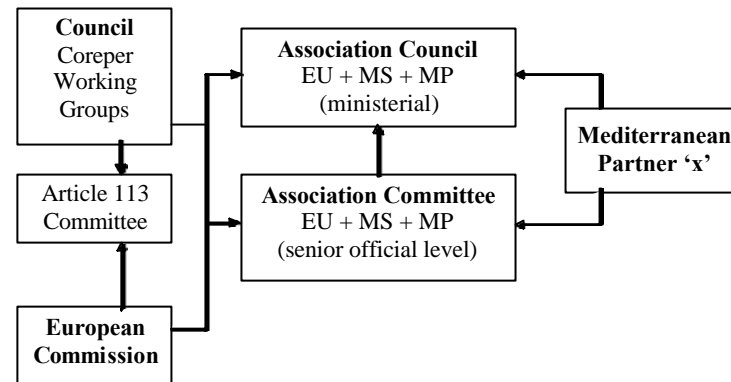 Council
Coreper
Working
Groups
Association Council
EU + MS + MP
(ministerial)
Mediterranean
Partner ‘x’
Article 113
Committee
Association Committee
EU + MS + MP
(senior official level)
European
Commission